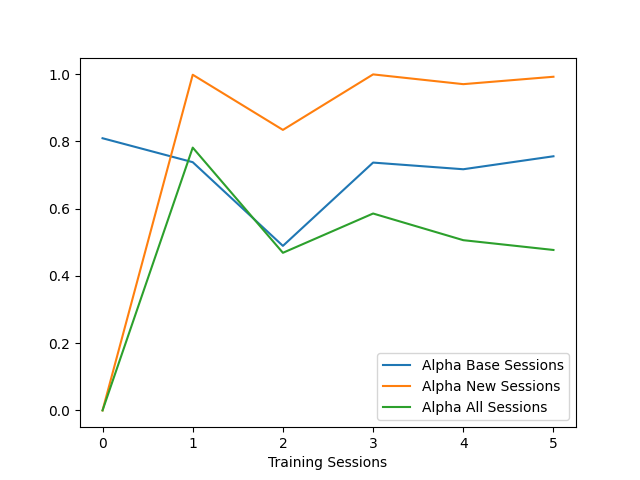 1.0
0.8
0.6
0.4
0.2
0.0
Alpha Base Sessions
Alpha New Sessions
Alpha All Sessions
0 1 2 3 4 5
Training Sessions